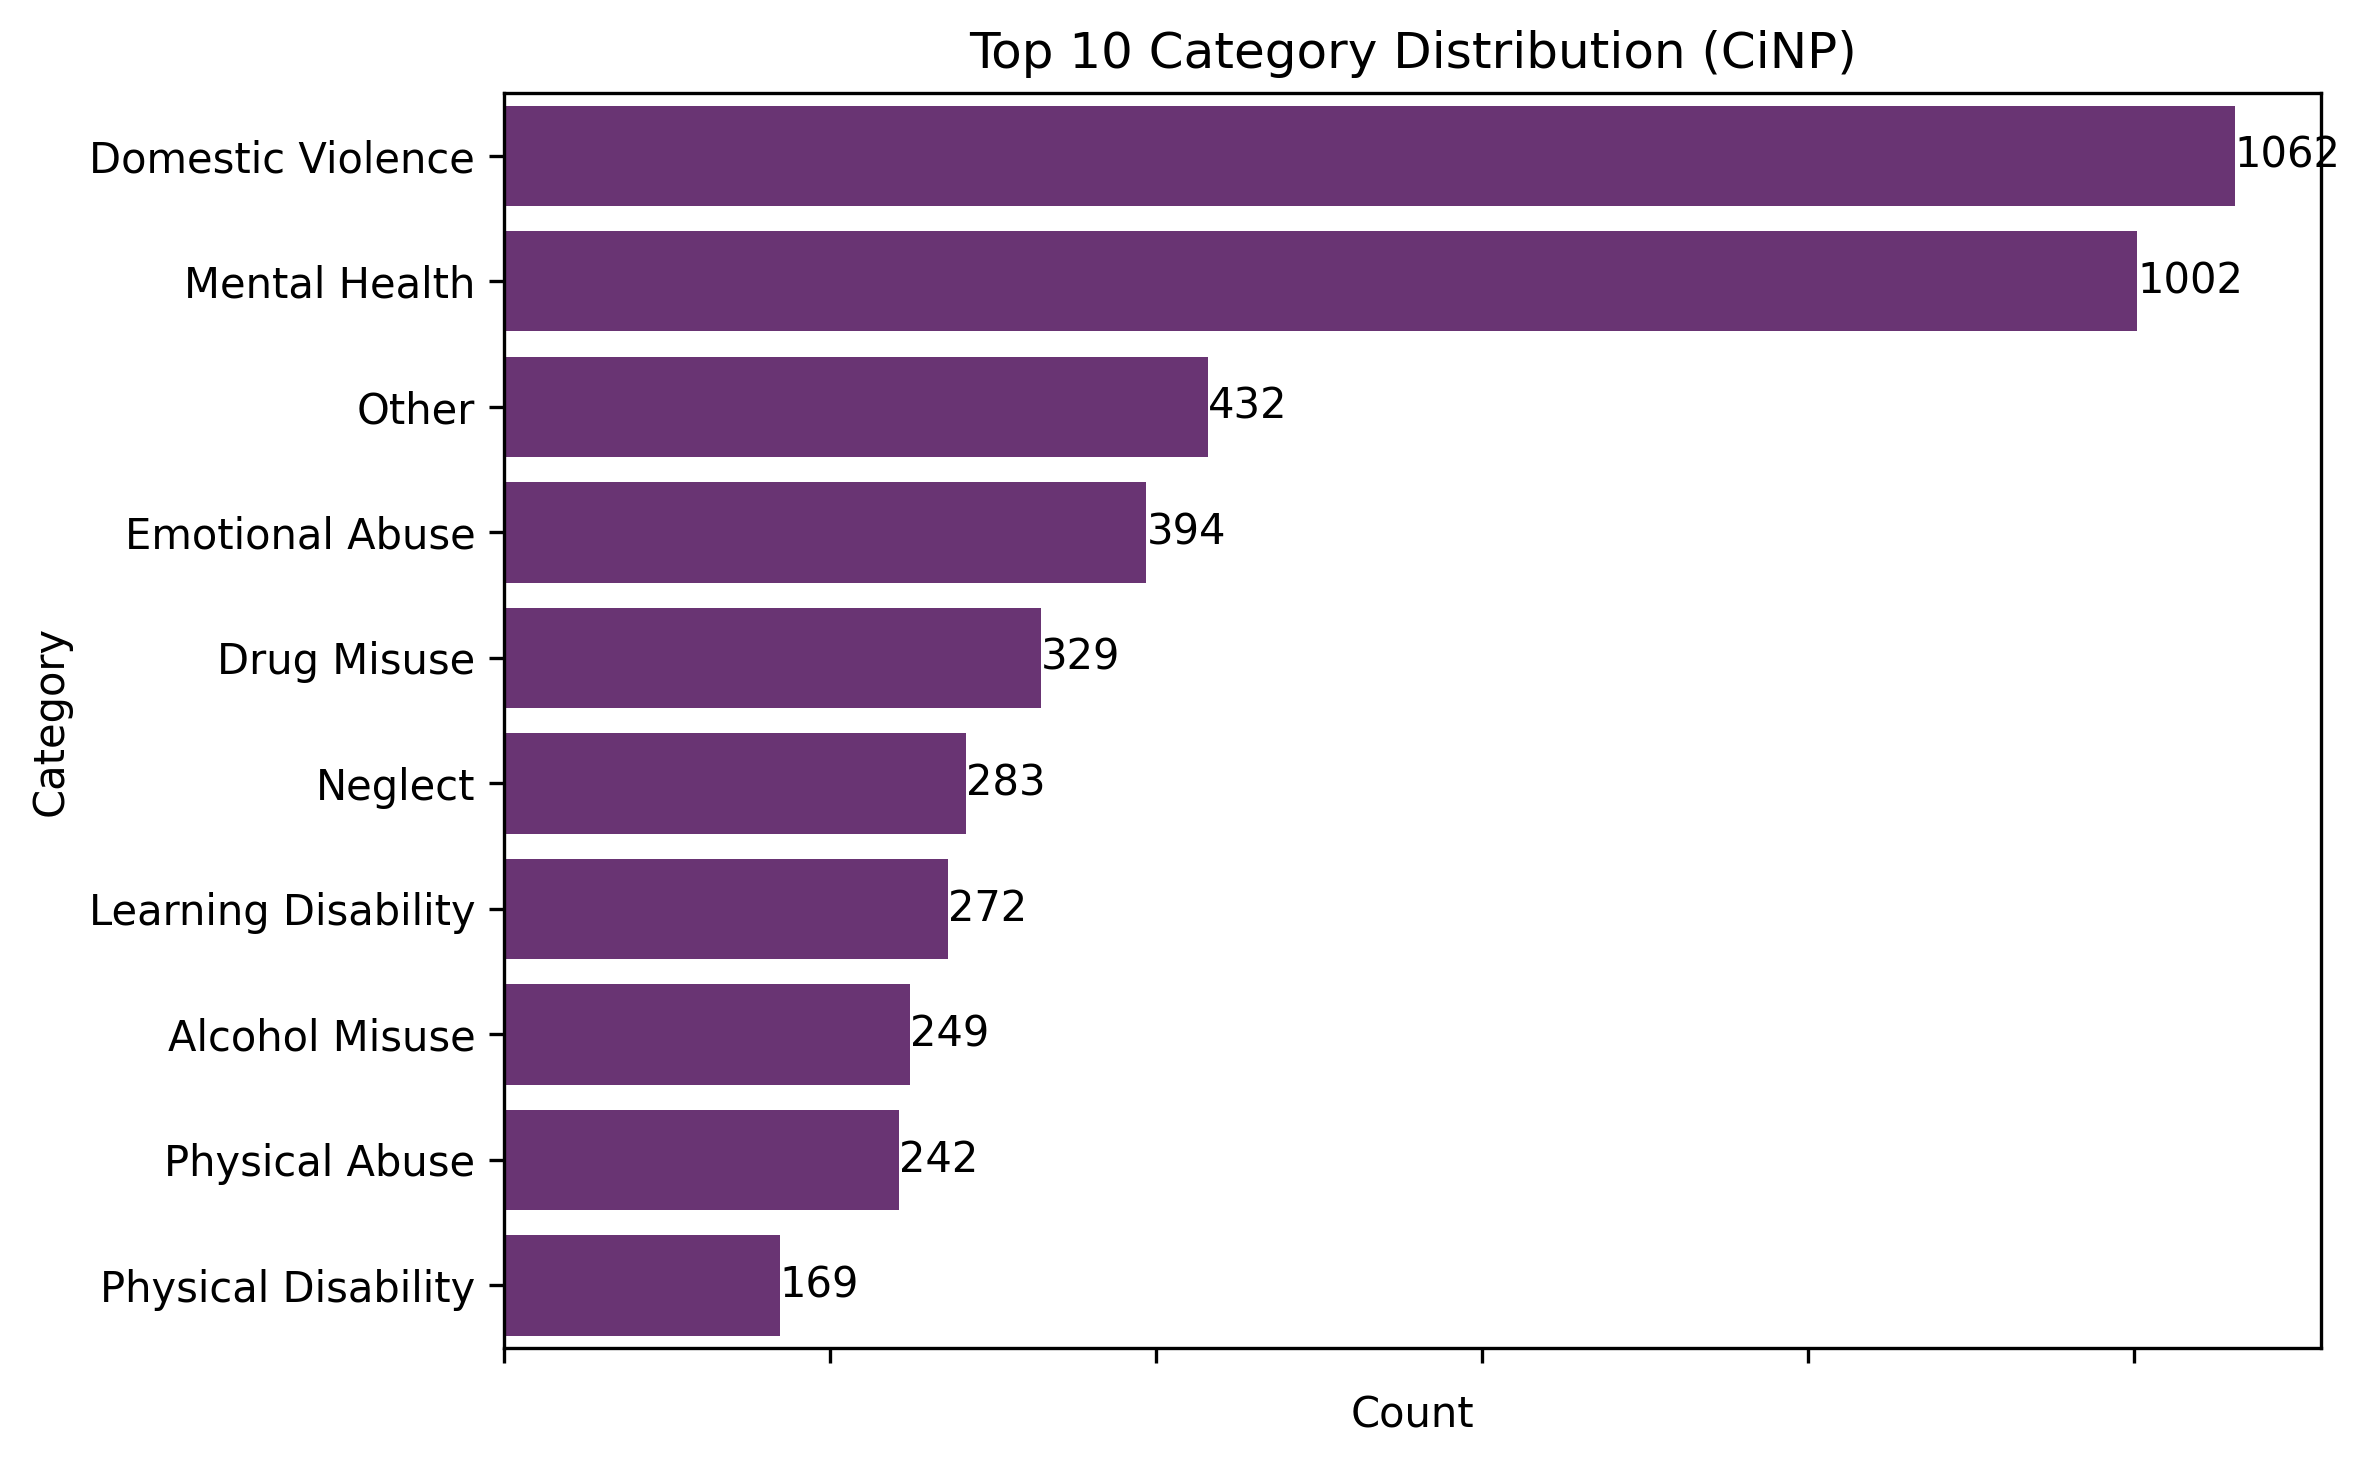 Top 10 Category Distribution (CiNP)
Category
Domestic Violence 1062
Mental Health 1002
Other 432
Emotional Abuse 394
Drug Misuse 329
Neglect 283
Learning Disability 272
Alcohol Misuse 249
Physical Abuse 242
Physical Disability 169
Count